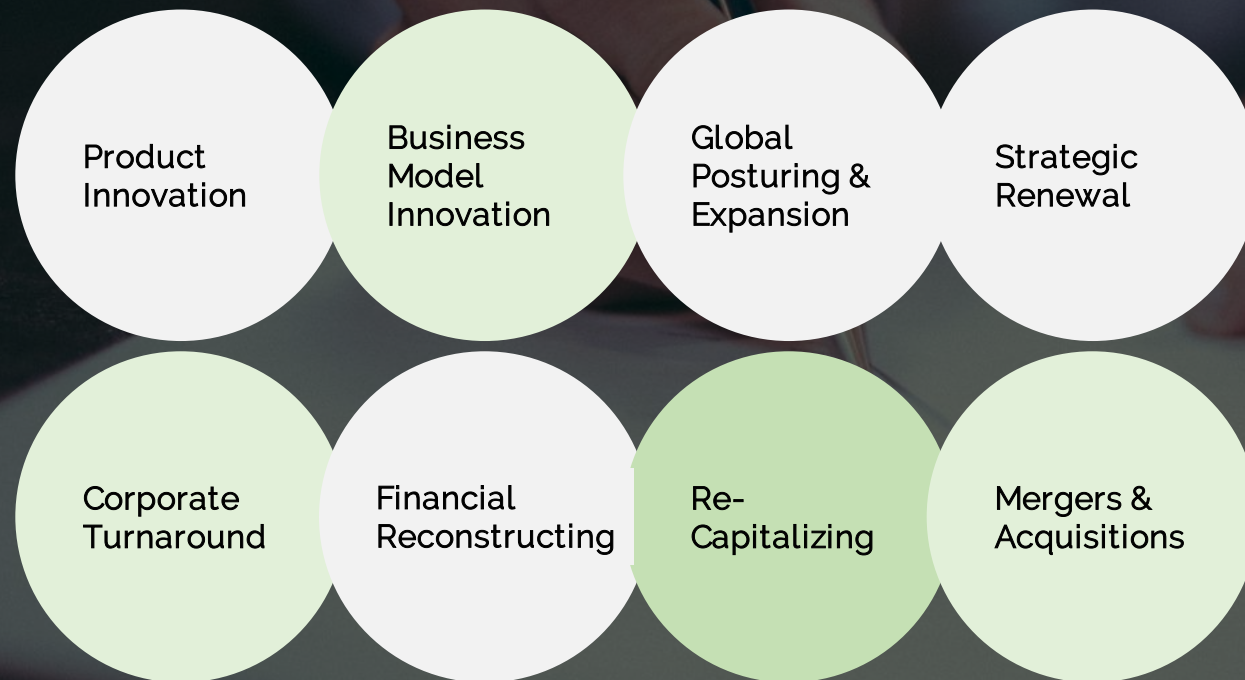 Product
Innovation
Business
Model
Innovation
Global
Posturing &
Expansion
Strategic
Renewal
Corporate
Turnaround
Financial
Reconstructing
Re-
Capitalizing
Mergers &
Acquisitions